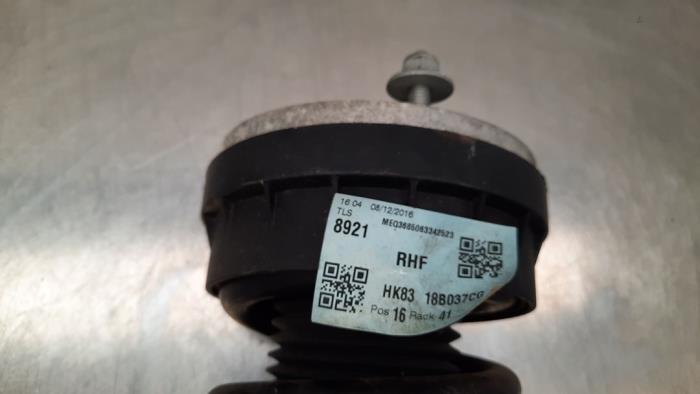 16:04 08/12/2016
TLS
8921
MEQ3685083342523
RHF
HK83 18B037CG
Pos 16 Rack 41